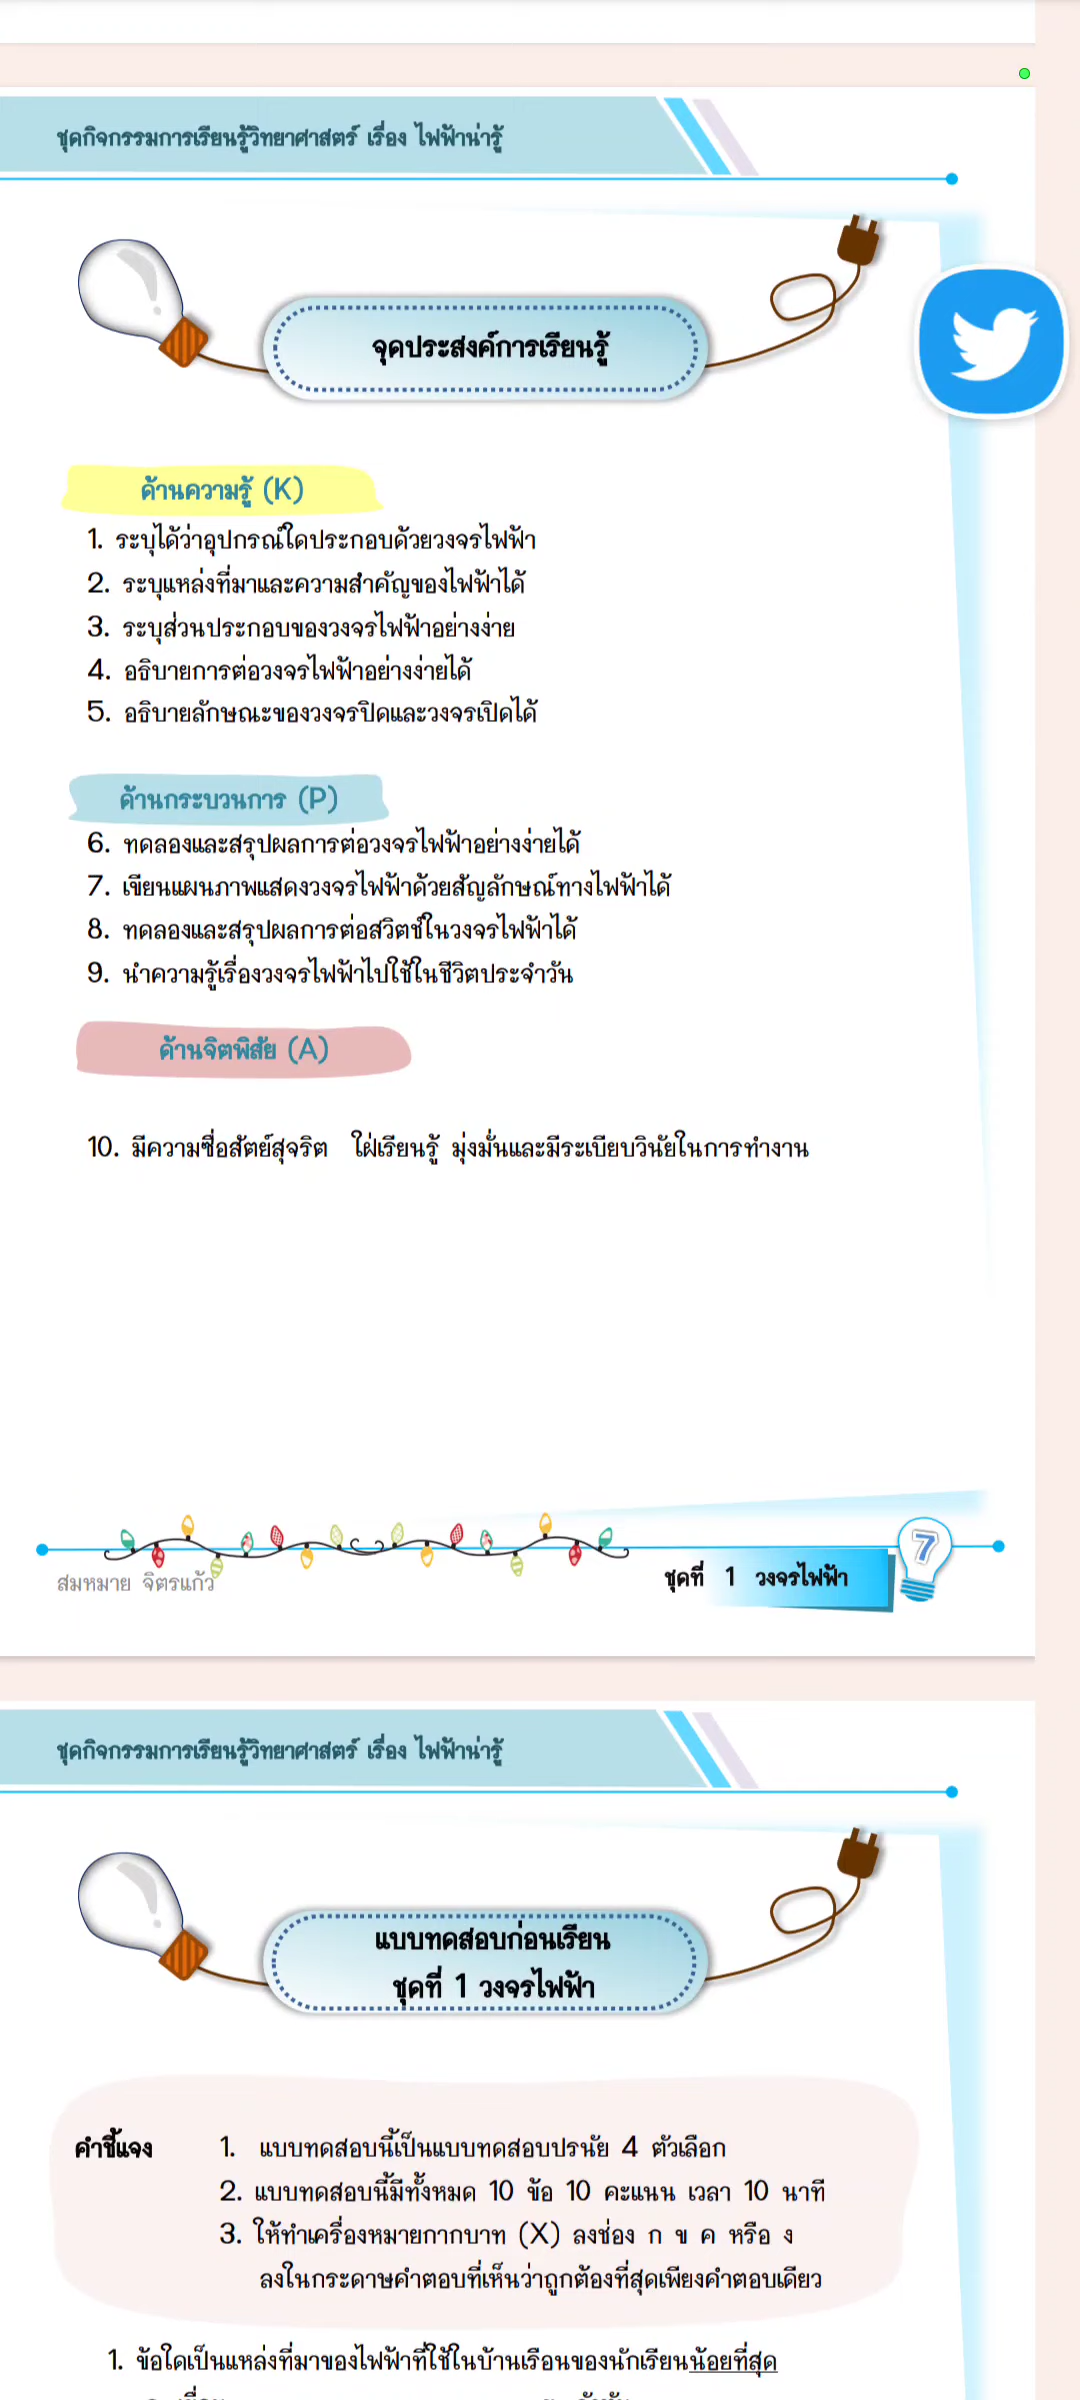 ชุดกิจกรรมการเรียนรู้วิทยาศาสตร์ เรื่อง ไฟฟ้าน่ารู้
จุดประสงค์การเรียนรู้
ด้านความรู้ (K)
1. ระบุได้ว่าอุปกรณ์ใดประกอบด้วยวงจรไฟฟ้า
2. ระบุแหล่งที่มาและความสำคัญของไฟฟ้าได้
3. ระบุส่วนประกอบของวงจรไฟฟ้าอย่างง่าย
4. อธิบายการต่อวงจรไฟฟ้าอย่างง่ายได้
5. อธิบายลักษณะของวงจรปิดและวงจรเปิดได้
ด้านกระบวนการ (P)
6. ทดลองและสรุปผลการต่อวงจรไฟฟ้าอย่างง่ายได้
7. เขียนแผนภาพแสดงวงจรไฟฟ้าด้วยสัญลักษณ์ทางไฟฟ้าได้
8. ทดลองและสรุปผลการต่อสวิตช์ในวงจรไฟฟ้าได้
9. นำความรู้เรื่องวงจรไฟฟ้าไปใช้ในชีวิตประจำวัน
ด้านจิตพิสัย (A)
10. มีความซื่อสัตย์สุจริต ใฝ่เรียนรู้ มุ่งมั่นและมีระเบียบวินัยในการทำงาน
สมหมาย จิตรแก้ว
ชุดที่ 1 วงจรไฟฟ้า
7
ชุดกิจกรรมการเรียนรู้วิทยาศาสตร์ เรื่อง ไฟฟ้าน่ารู้
แบบทดสอบก่อนเรียน
ชุดที่ 1 วงจรไฟฟ้า
คำชี้แจง 1. แบบทดสอบนี้เป็นแบบทดสอบปรนัย 4 ตัวเลือก
2. แบบทดสอบนี้มีทั้งหมด 10 ข้อ 10 คะแนน เวลา 10 นาที
3. ให้ทำเครื่องหมายกากบาท (X) ลงช่อง ก ข ค หรือ ง
ลงในกระดาษคำตอบที่เห็นว่าถูกต้องที่สุดเพียงคำตอบเดียว
1. ข้อใดเป็นแหล่งที่มาของไฟฟ้าที่ใช้ในบ้านเรือนของนักเรียนน้อยที่สุด